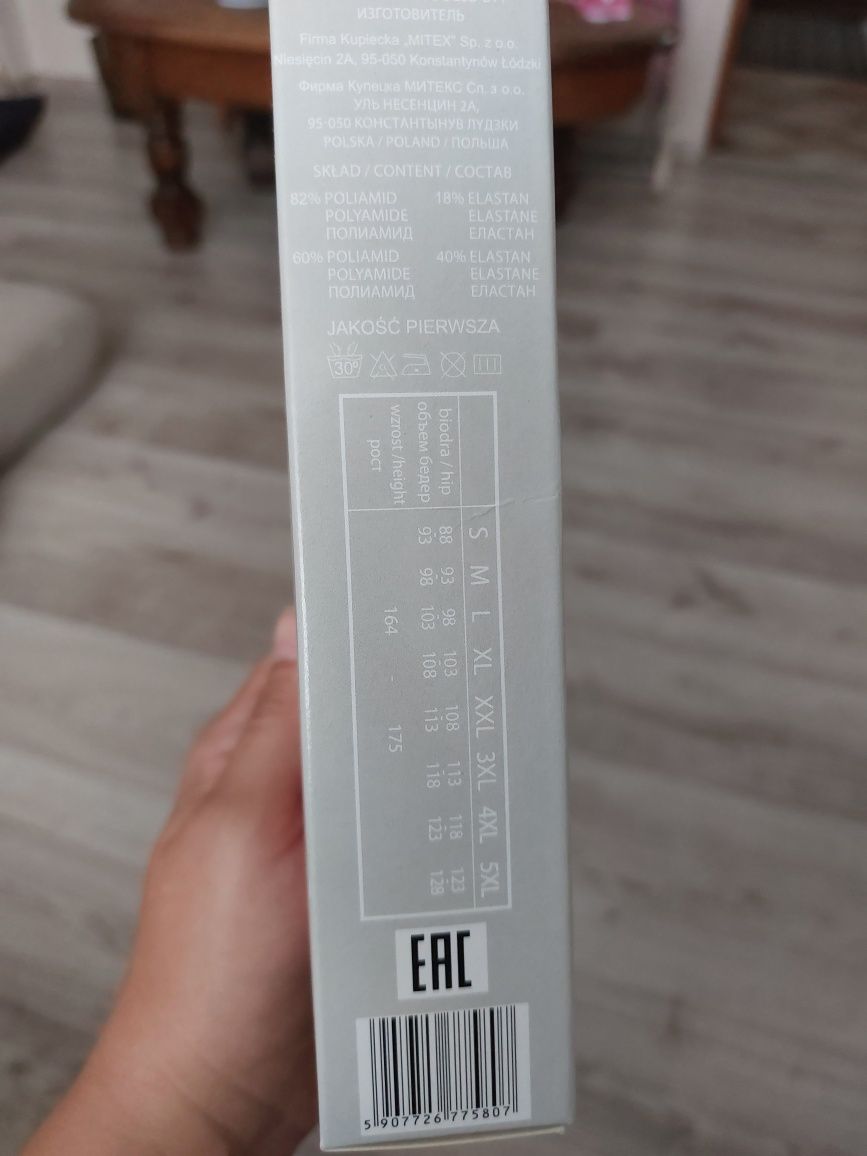 ИЗГОТОВИТЕЛЬ
Firma Kupiecka „MITEX” Sp. z o.o.
Niesięcin 2A, 95-050 Konstantynów Łódzki
Фирма Купецка МИТЕКС Сп. з о.о.
УЛЬ НЕСЕНЦИН 2А,
95-050 КОНСТАНТЫНУВ ЛУДЗКИ
POLSKA / POLAND / ПОЛЬША
SKŁAD / CONTENT / СОСТАВ
82% POLIAMID 18% ELASTAN
POLYAMIDE ELASTANE
ПОЛИАМИД ЕЛАСТАН
60% POLIAMID 40% ELASTAN
POLYAMIDE ELASTANE
ПОЛИАМИД ЕЛАСТАН
JAKOŚĆ PIERWSZA
30°
S M L XL XXL 3XL 4XL 5XL
biodra / hip 88 93 98 103 108 113 118 123
объем бедер 93 98 103 108 113 118 123 128
wzrost /height 164 - 175
рост
EAC
5 907726 775807